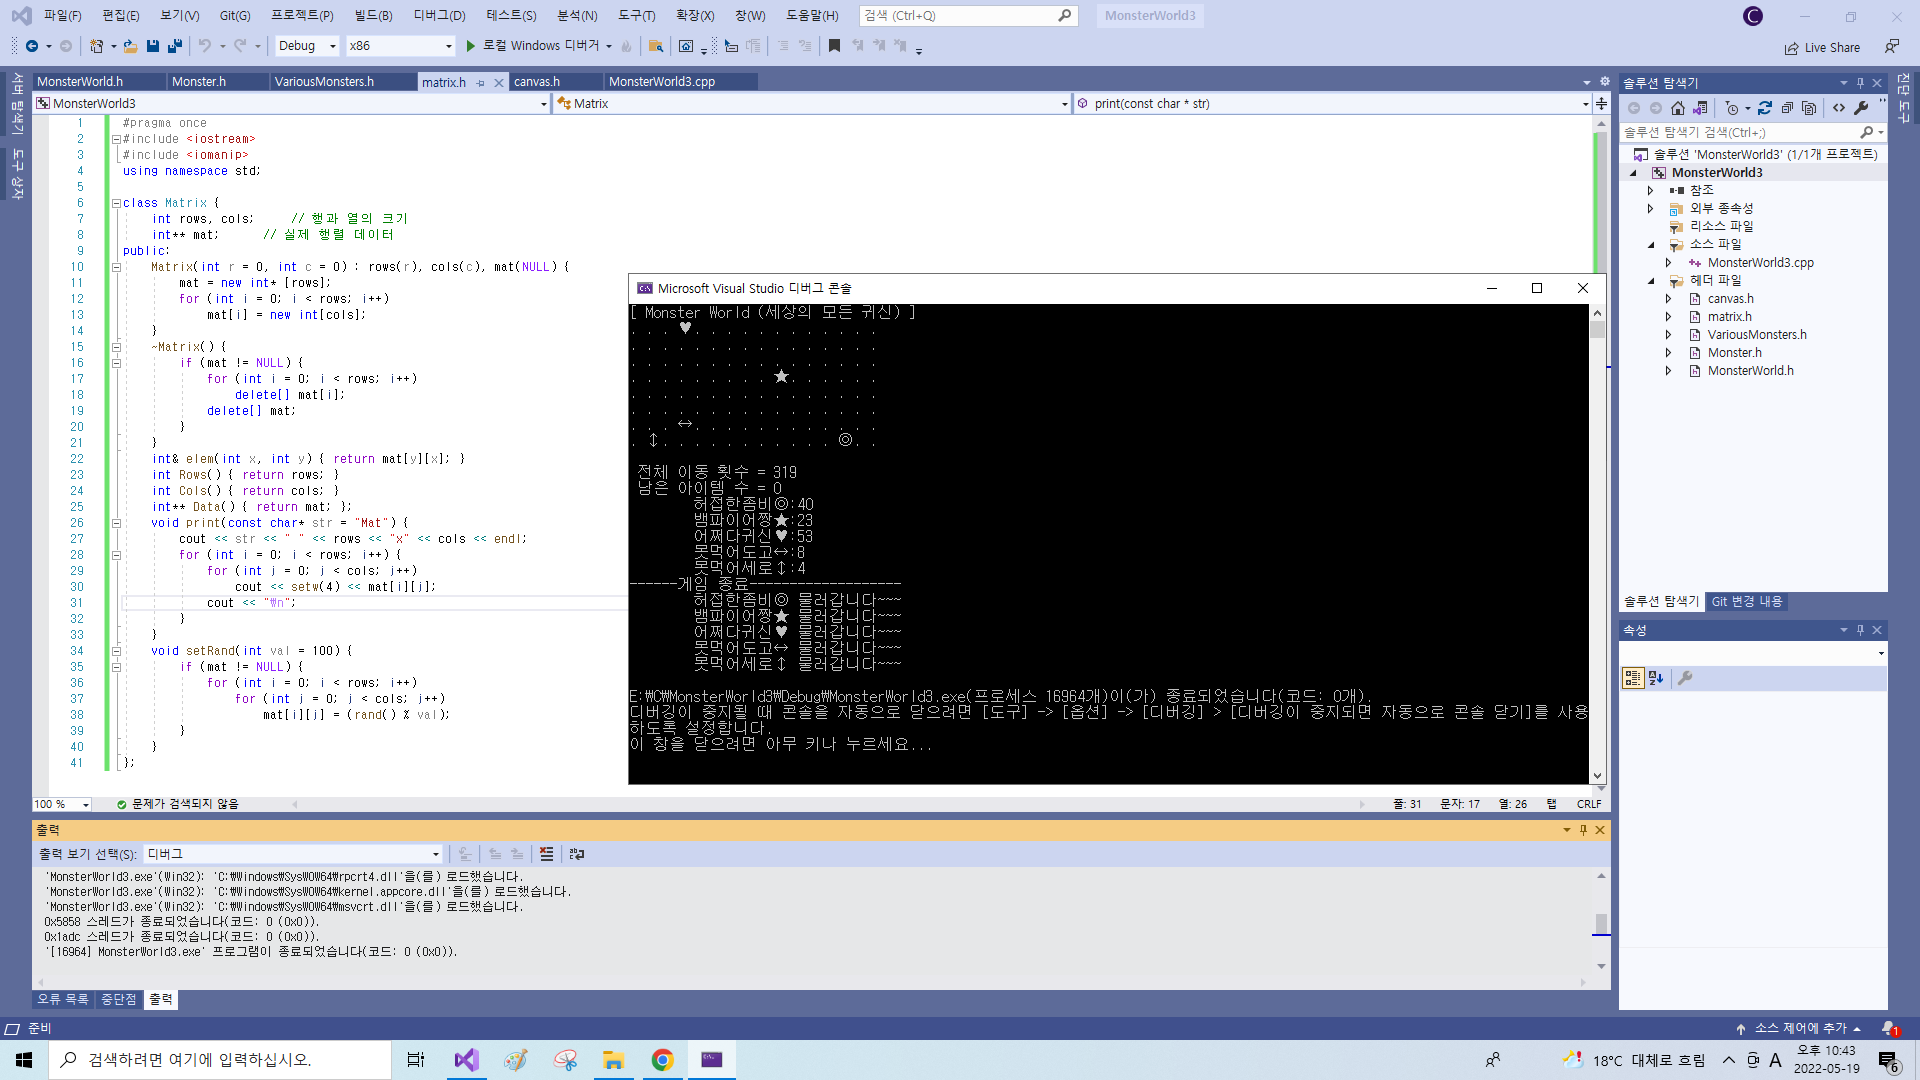 파일(F) 편집(E) 보기(V) Git(G) 프로젝트(P) 빌드(B) 디버그(D) 테스트(S) 분석(N) 도구(T) 확장(X) 창(W) 도움말(H) 검색 (Ctrl+Q) MonsterWorld3 C
Debug x86 로컬 Windows 디버거 Live Share
서버 탐색기
도구 상자
MonsterWorld.h Monster.h VariousMonsters.h matrix.h canvas.h MonsterWorld3.cpp
MonsterWorld3 Matrix print(const char * str)
1 #pragma once
2 #include <iostream>
3 #include <iomanip>
4 using namespace std;
5
6 class Matrix {
7 int rows, cols; // 행과 열의 크기
8 int** mat; // 실제 행렬 데이터
9 public:
10 Matrix(int r = 0, int c = 0) : rows(r), cols(c), mat(NULL) {
11 mat = new int* [rows];
12 for (int i = 0; i < rows; i++)
13 mat[i] = new int[cols];
14 }
15 ~Matrix() {
16 if (mat != NULL) {
17 for (int i = 0; i < rows; i++)
18 delete[] mat[i];
19 delete[] mat;
20 }
21 }
22 int& elem(int x, int y) { return mat[y][x]; }
23 int Rows() { return rows; }
24 int Cols() { return cols; }
25 int** Data() { return mat; };
26 void print(const char* str = "Mat") {
27 cout << str << " " << rows << "x" << cols << endl;
28 for (int i = 0; i < rows; i++) {
29 for (int j = 0; j < cols; j++)
30 cout << setw(4) << mat[i][j];
31 cout << "₩n";
32 }
33 }
34 void setRand(int val = 100) {
35 if (mat != NULL) {
36 for (int i = 0; i < rows; i++)
37 for (int j = 0; j < cols; j++)
38 mat[i][j] = (rand() % val);
39 }
40 }
41 };
Microsoft Visual Studio 디버그 콘솔
[ Monster World (세상의 모든 귀신) ]
. . . ♥. . . . . . . . . . . .
. . . . . . . . . . . . . . . .
. . . . . . . . . . . . . . . .
. . . . . . . . . ★. . . . . .
. . . . . . . . . . . . . . . .
. . . . . . . . . . . . . . . .
. . . ↔. . . . . . . . . . . .
. ↕. . . . . . . . . . . ◎. .
전체 이동 횟수 = 319
남은 아이템 수 = 0
허접한좀비◎:40
뱀파이어짱★:23
어쩌다귀신♥:53
못먹어도고↔:8
못먹어세로↕:4
------게임 종료-------------------
허접한좀비◎ 물러갑니다~~~
뱀파이어짱★ 물러갑니다~~~
어쩌다귀신♥ 물러갑니다~~~
못먹어도고↔ 물러갑니다~~~
못먹어세로↕ 물러갑니다~~~
E:₩C₩MonsterWorld3₩Debug₩MonsterWorld3.exe(프로세스 16964개)이(가) 종료되었습니다(코드: 0개).
디버깅이 중지될 때 콘솔을 자동으로 닫으려면 [도구] -> [옵션] -> [디버깅] > [디버깅이 중지되면 자동으로 콘솔 닫기]를 사용
하도록 설정합니다.
이 창을 닫으려면 아무 키나 누르세요...
100 % 문제가 검색되지 않음 줄: 31 문자: 17 열: 26 탭 CRLF
출력
출력 보기 선택(S): 디버그
'MonsterWorld3.exe'(Win32): 'C:₩Windows₩SysWOW64₩rpcrt4.dll'을(를) 로드했습니다.
'MonsterWorld3.exe'(Win32): 'C:₩Windows₩SysWOW64₩kernel.appcore.dll'을(를) 로드했습니다.
'MonsterWorld3.exe'(Win32): 'C:₩Windows₩SysWOW64₩msvcrt.dll'을(를) 로드했습니다.
0x5858 스레드가 종료되었습니다(코드: 0 (0x0)).
0x1adc 스레드가 종료되었습니다(코드: 0 (0x0)).
'[16964] MonsterWorld3.exe' 프로그램이 종료되었습니다(코드: 0 (0x0)).
오류 목록 중단점 출력
솔루션 탐색기
솔루션 탐색기 검색(Ctrl+;)
솔루션 'MonsterWorld3' (1/1개 프로젝트)
MonsterWorld3
참조
외부 종속성
리소스 파일
소스 파일
MonsterWorld3.cpp
헤더 파일
canvas.h
matrix.h
VariousMonsters.h
Monster.h
MonsterWorld.h
솔루션 탐색기 Git 변경 내용
속성
진단 도구
준비 소스 제어에 추가 1
검색하려면 여기에 입력하십시오. 18°C 대체로 흐림 A 오후 10:43
2022-05-19 6